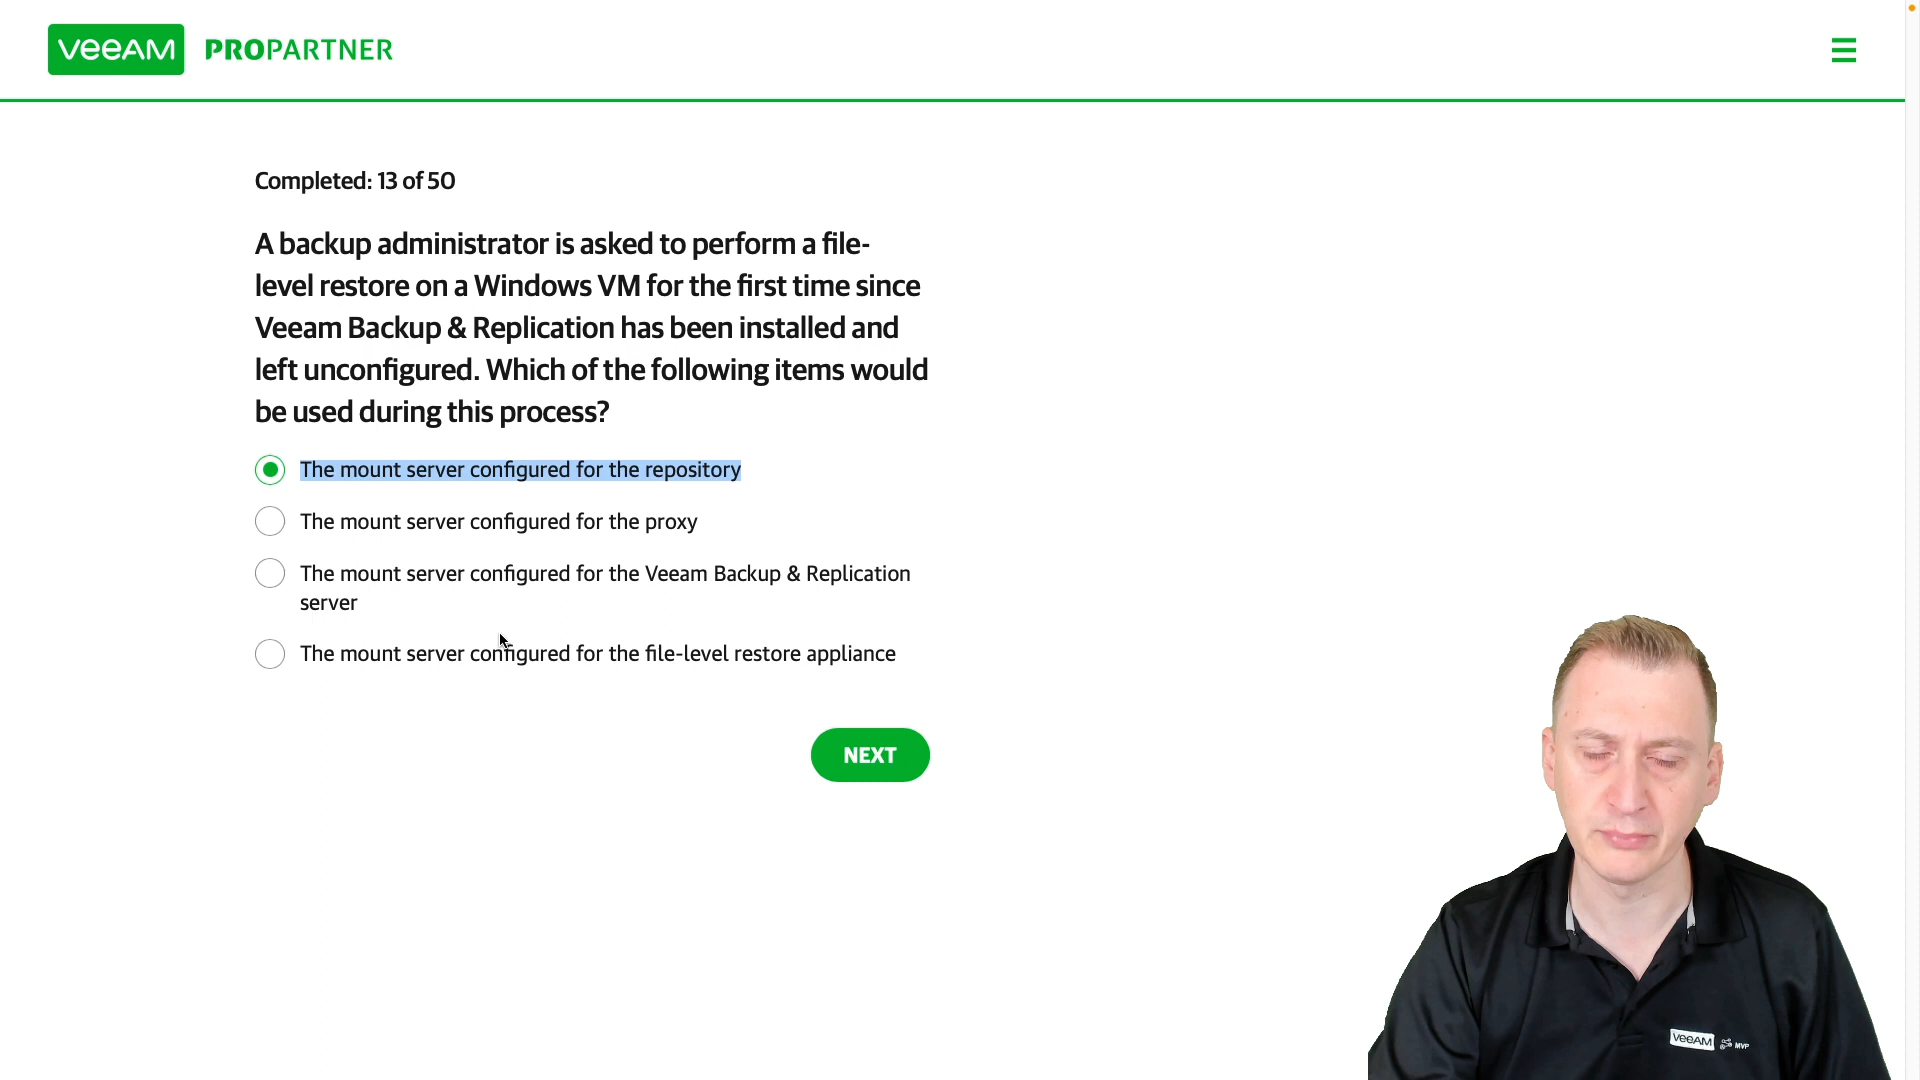 veeAM PROPARTNER
Completed: 13 of 50
A backup administrator is asked to perform a file-
level restore on a Windows VM for the first time since
Veeam Backup & Replication has been installed and
left unconfigured. Which of the following items would
be used during this process?
The mount server configured for the repository
The mount server configured for the proxy
The mount server configured for the Veeam Backup & Replication
server
The mount server configured for the file-level restore appliance
NEXT
veeAM MVP